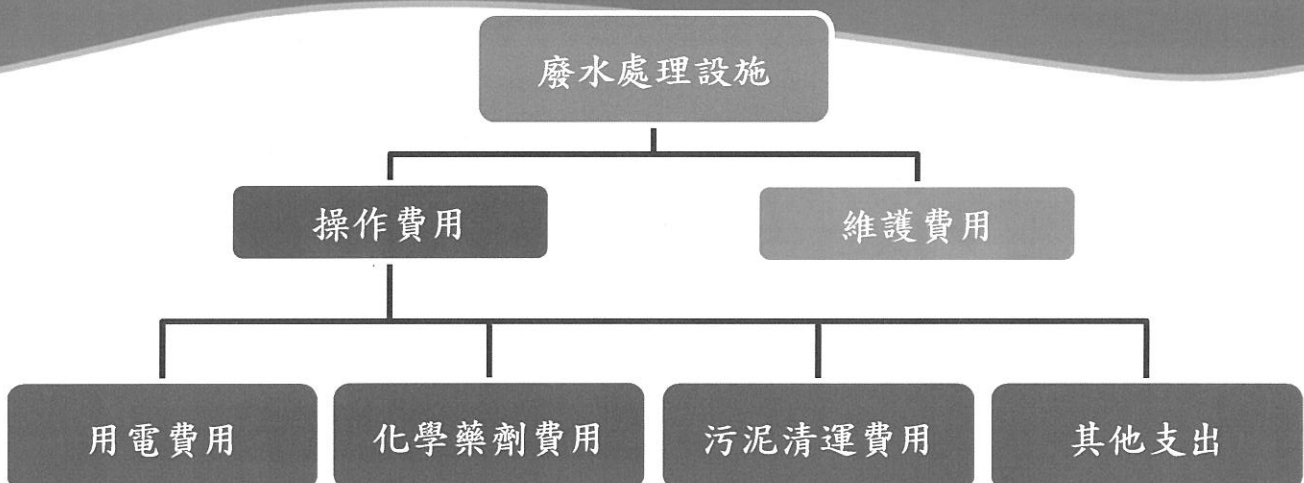 廢水處理設施
操作費用
維護費用
用電費用
化學藥劑費用
污泥清運費用
其他支出